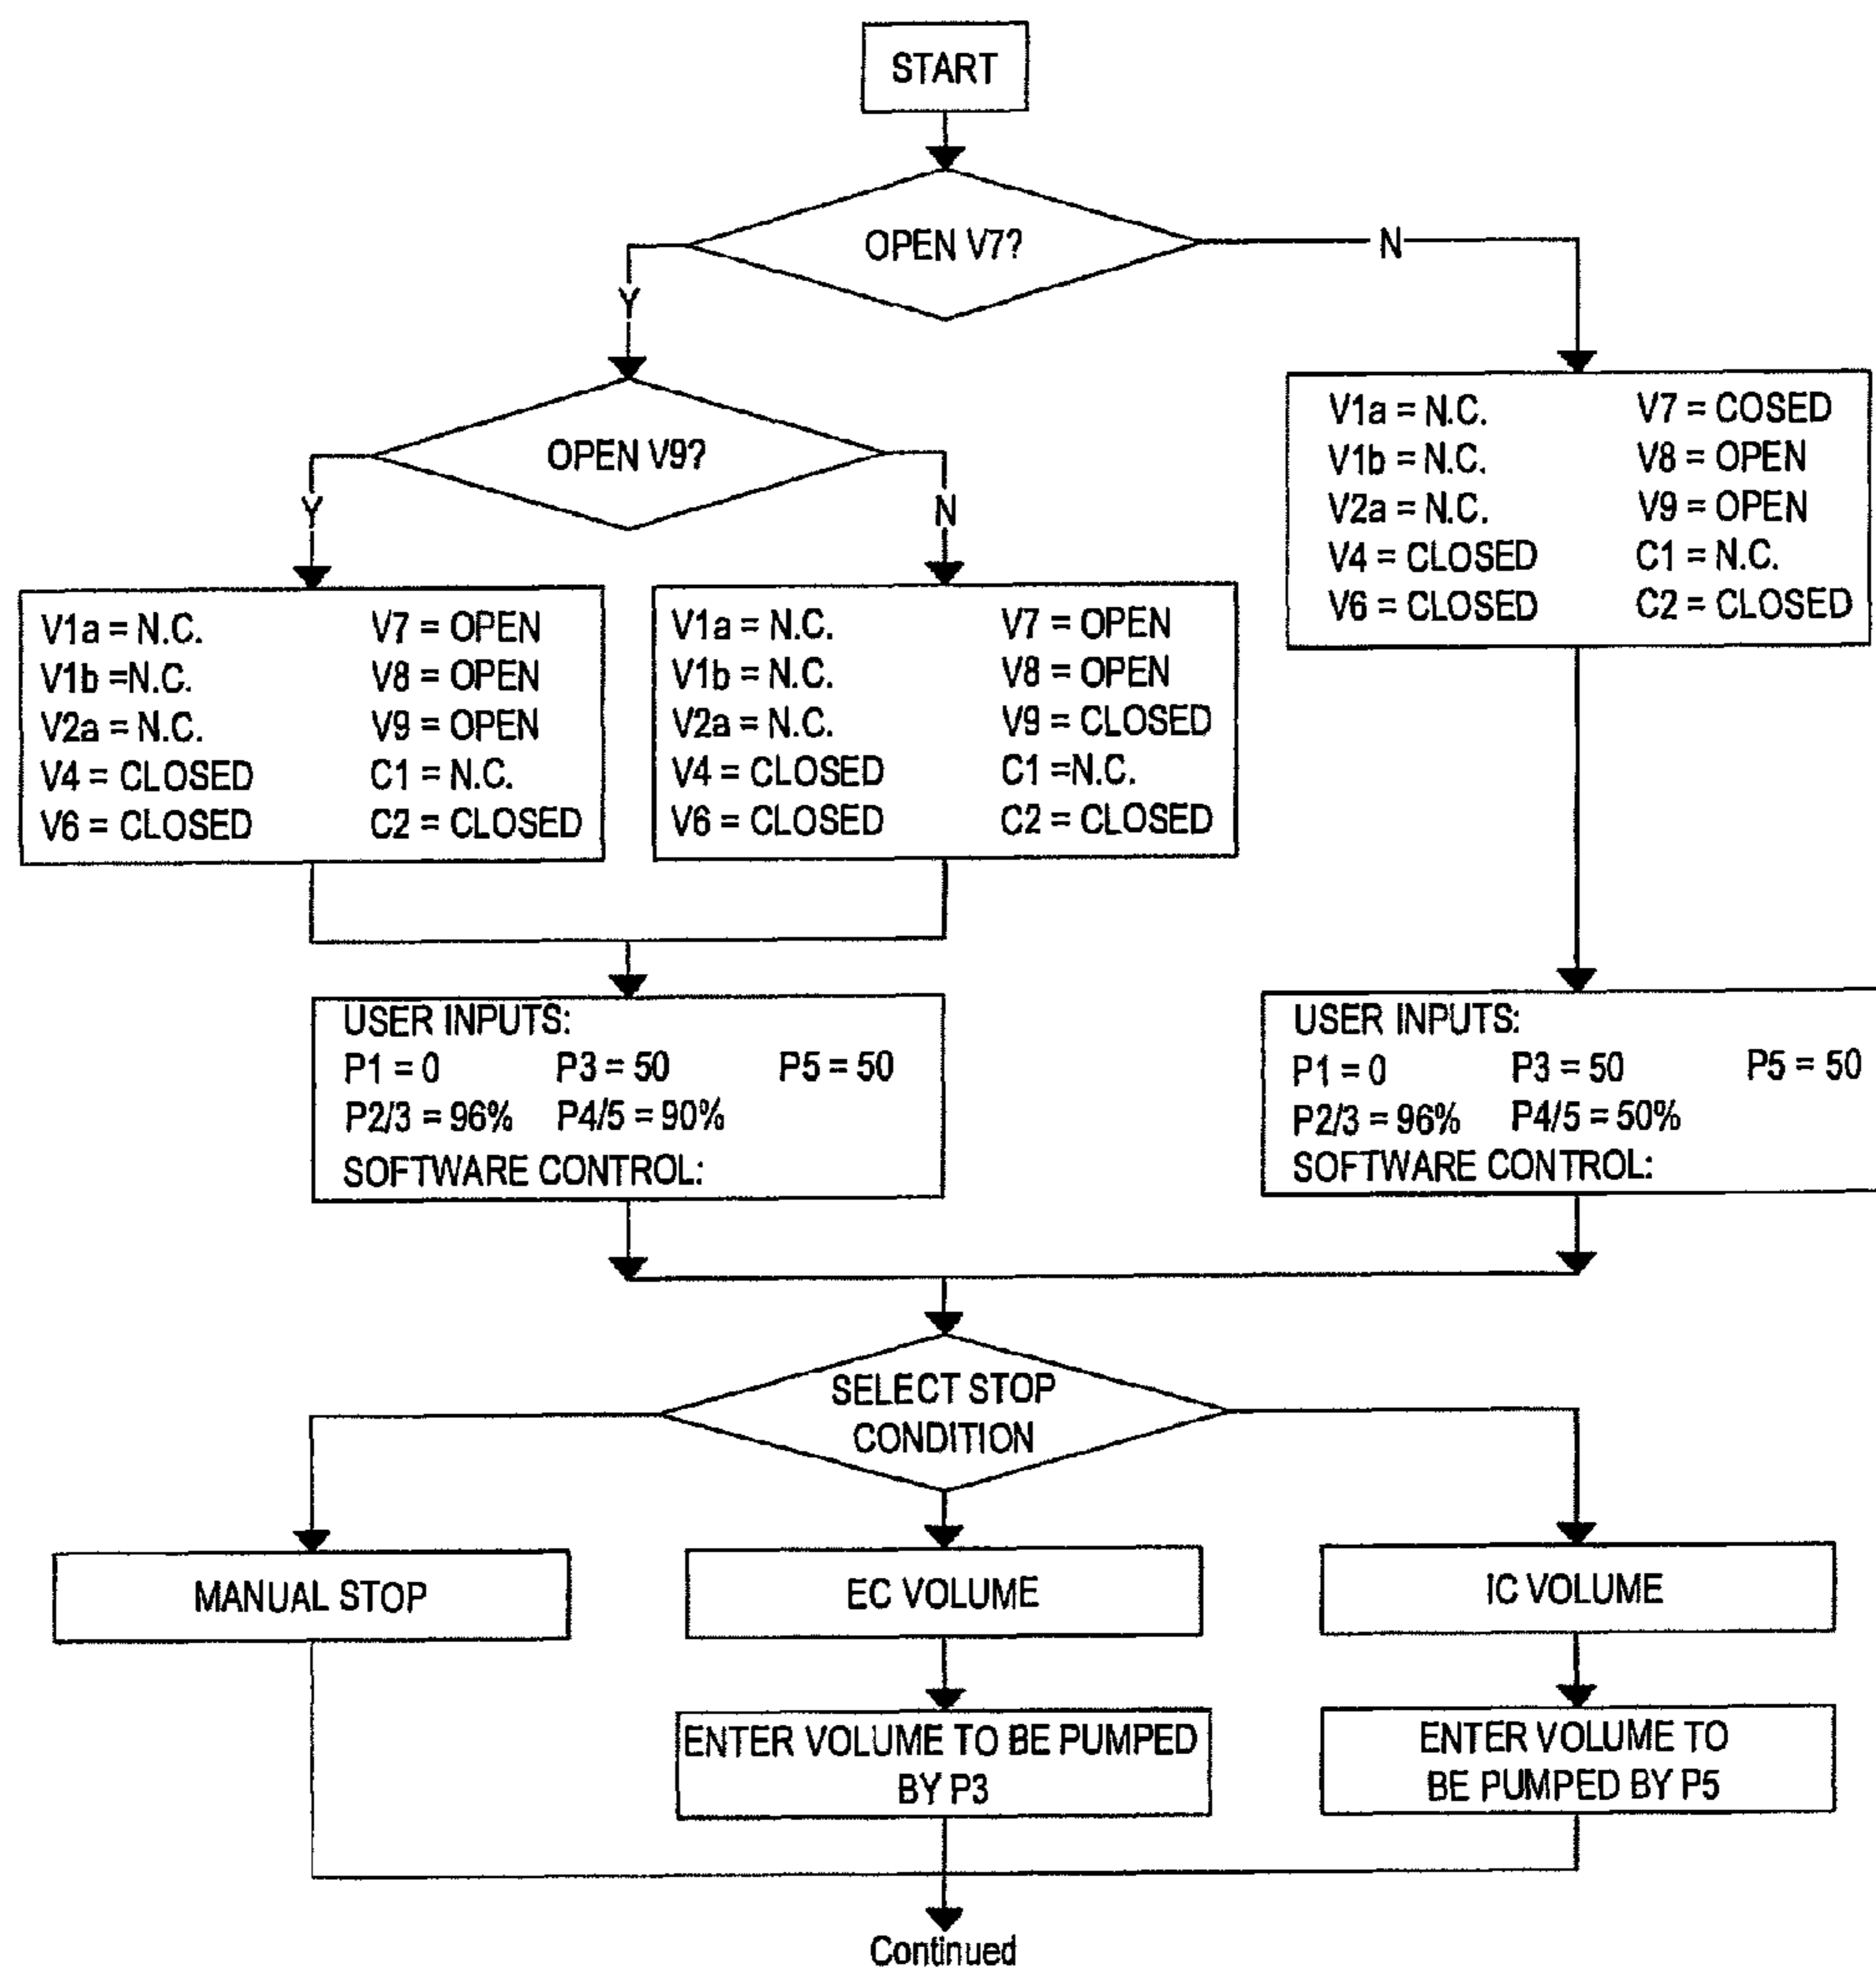 START
OPEN V7?
Y
N
OPEN V9?
Y
N
V1a = N.C. V7 = COSED
V1b = N.C. V8 = OPEN
V2a = N.C. V9 = OPEN
V4 = CLOSED C1 = N.C.
V6 = CLOSED C2 = CLOSED
V1a = N.C. V7 = OPEN
V1b =N.C. V8 = OPEN
V2a = N.C. V9 = OPEN
V4 = CLOSED C1 = N.C.
V6 = CLOSED C2 = CLOSED
V1a = N.C. V7 = OPEN
V1b = N.C. V8 = OPEN
V2a = N.C. V9 = CLOSED
V4 = CLOSED C1 =N.C.
V6 = CLOSED C2 = CLOSED
USER INPUTS:
P1 = 0 P3 = 50 P5 = 50
P2/3 = 96% P4/5 = 90%
SOFTWARE CONTROL:
USER INPUTS:
P1 = 0 P3 = 50 P5 = 50
P2/3 = 96% P4/5 = 50%
SOFTWARE CONTROL:
SELECT STOP
CONDITION
MANUAL STOP
EC VOLUME
IC VOLUME
ENTER VOLUME TO BE PUMPED
BY P3
ENTER VOLUME TO
BE PUMPED BY P5
Continued